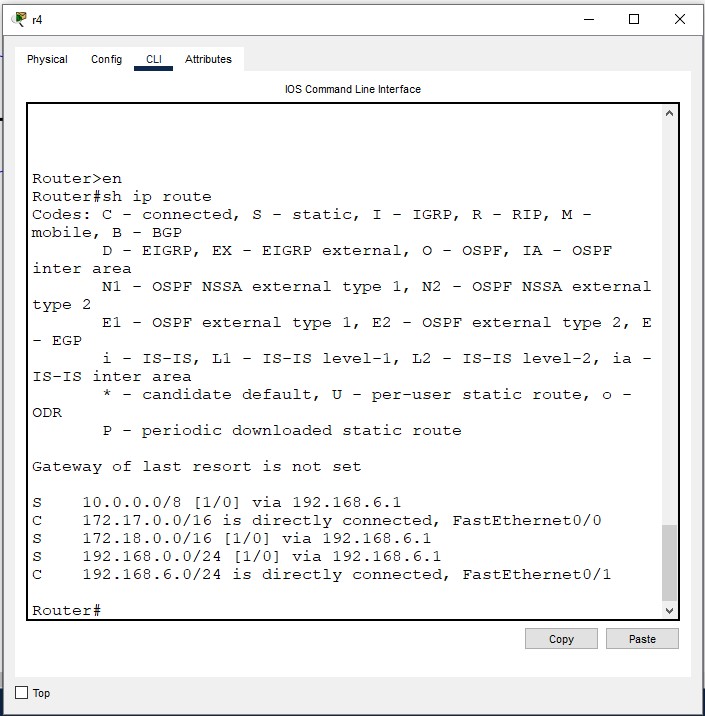 r4
Physical Config CLI Attributes
IOS Command Line Interface
Router>en
Router#sh ip route
Codes: C - connected, S - static, I - IGRP, R - RIP, M -
mobile, B - BGP
       D - EIGRP, EX - EIGRP external, O - OSPF, IA - OSPF
inter area
       N1 - OSPF NSSA external type 1, N2 - OSPF NSSA external
type 2
       E1 - OSPF external type 1, E2 - OSPF external type 2, E
- EGP
       i - IS-IS, L1 - IS-IS level-1, L2 - IS-IS level-2, ia -
IS-IS inter area
       * - candidate default, U - per-user static route, o -
ODR
       P - periodic downloaded static route
Gateway of last resort is not set
S    10.0.0.0/8 [1/0] via 192.168.6.1
C    172.17.0.0/16 is directly connected, FastEthernet0/0
S    172.18.0.0/16 [1/0] via 192.168.6.1
S    192.168.0.0/24 [1/0] via 192.168.6.1
C    192.168.6.0/24 is directly connected, FastEthernet0/1
Router#
Copy Paste
Top